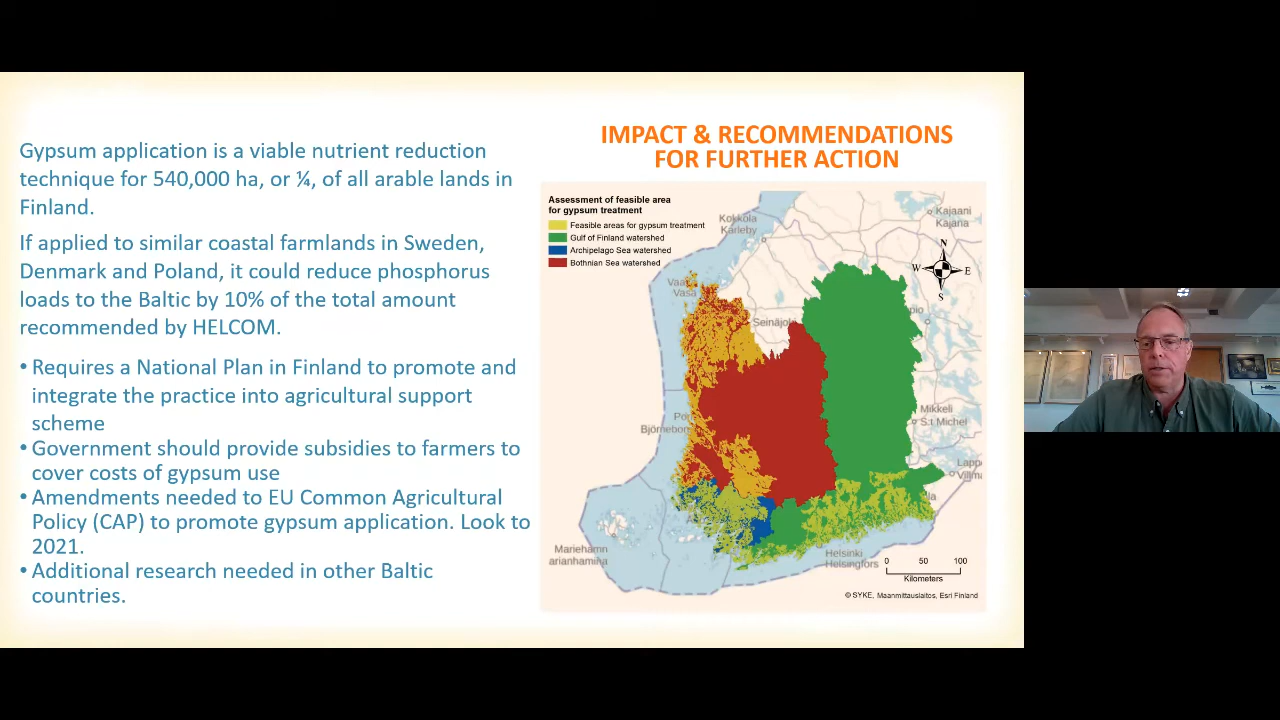 Gypsum application is a viable nutrient reduction
technique for 540,000 ha, or ¼, of all arable lands in
Finland.
If applied to similar coastal farmlands in Sweden,
Denmark and Poland, it could reduce phosphorus
loads to the Baltic by 10% of the total amount
recommended by HELCOM.
• Requires a National Plan in Finland to promote and
integrate the practice into agricultural support
scheme
• Government should provide subsidies to farmers to
cover costs of gypsum use
• Amendments needed to EU Common Agricultural
Policy (CAP) to promote gypsum application. Look to
2021.
• Additional research needed in other Baltic
countries.
IMPACT & RECOMMENDATIONS
FOR FURTHER ACTION
Assessment of feasible area
for gypsum treatment
Feasible areas for gypsum treatment
Gulf of Finland watershed
Archipelago Sea watershed
Bothnian Sea watershed
Kokkola
Karleby
Kajaani
Kajana
N
W
E
S
Vaa
Vasa
Seinäjoki
pio
Mikkeli
S:t Michel
Po
Björnebor
Lapp
Villma
la
Helsinki
Helsingfors
Mariehamn
arianhamina
0 50 100
Kilometers
© SYKE, Maanmittauslaitos, Esri Finland